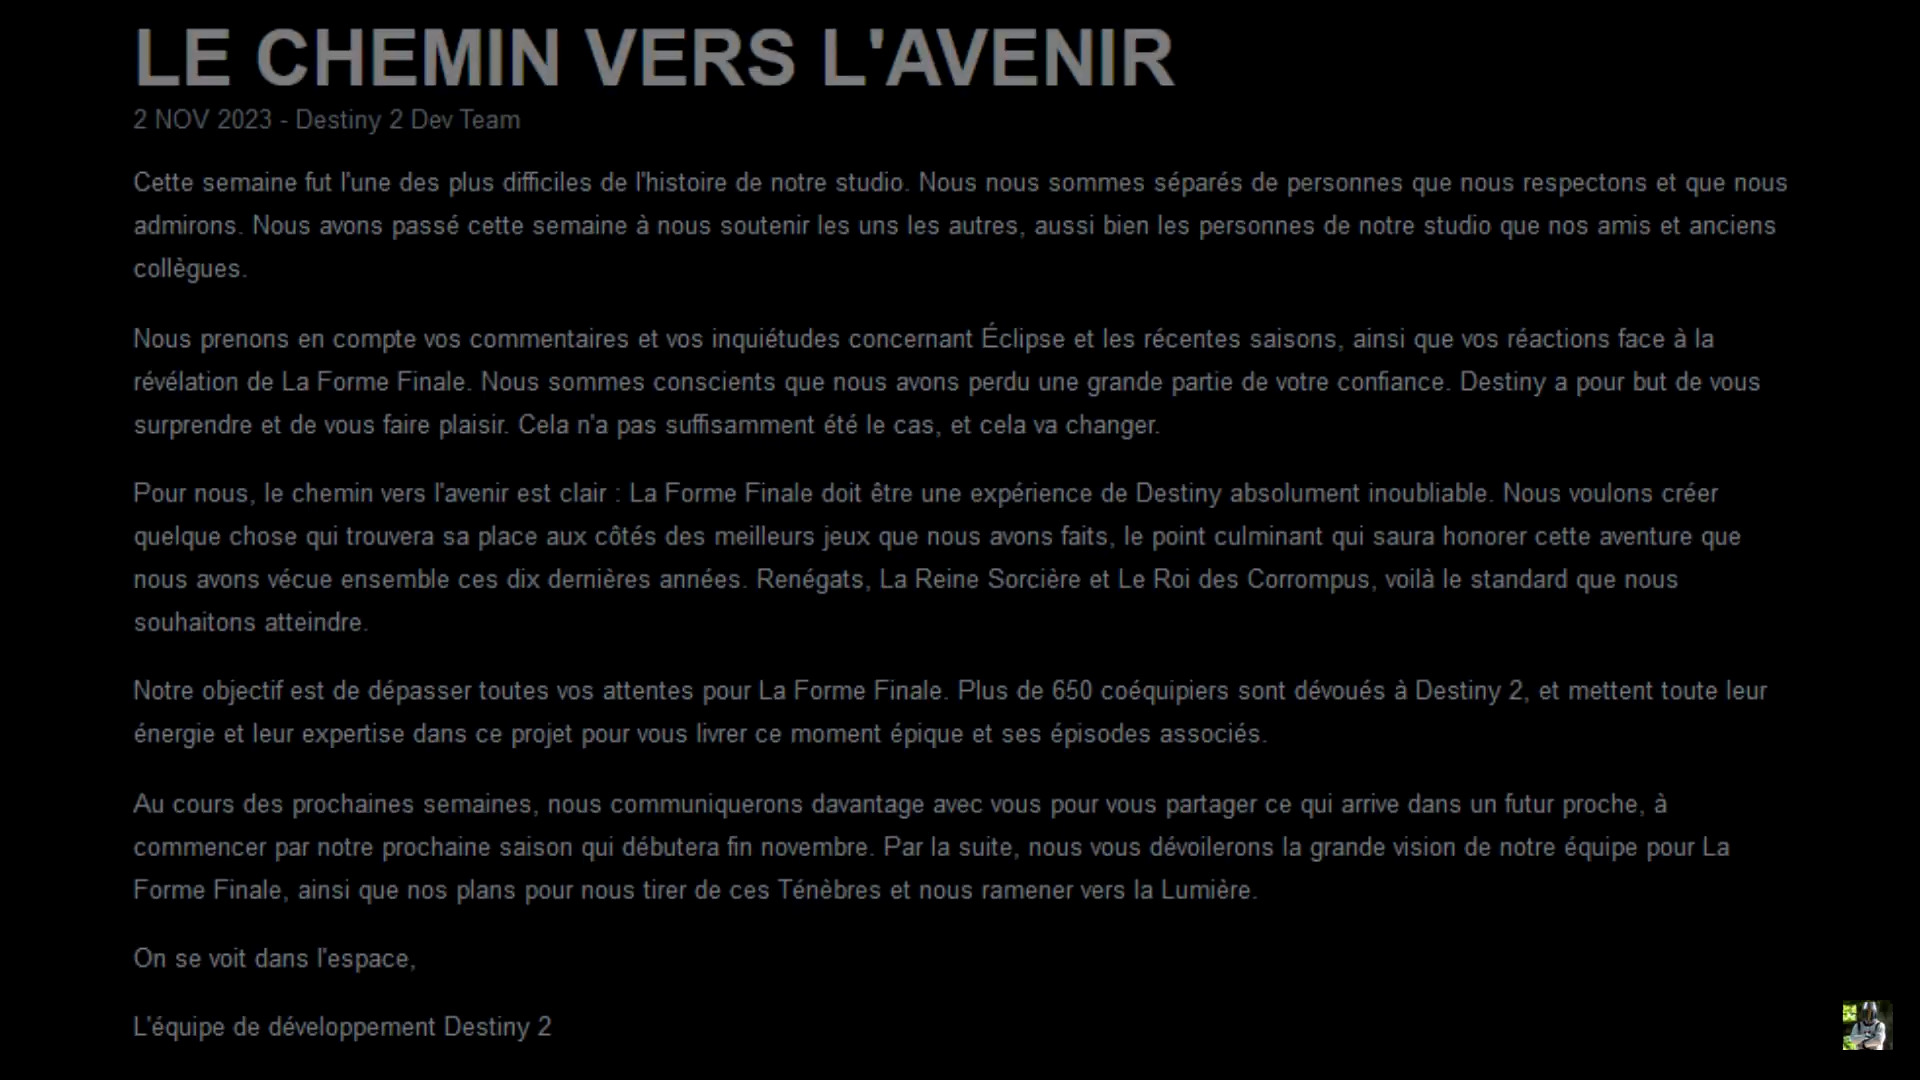 LE CHEMIN VERS L'AVENIR
2 NOV 2023 - Destiny 2 Dev Team
Cette semaine fut l'une des plus difficiles de l'histoire de notre studio. Nous nous sommes séparés de personnes que nous respectons et que nous
admirons. Nous avons passé cette semaine à nous soutenir les uns les autres, aussi bien les personnes de notre studio que nos amis et anciens
collègues.
Nous prenons en compte vos commentaires et vos inquiétudes concernant Éclipse et les récentes saisons, ainsi que vos réactions face à la
révélation de La Forme Finale. Nous sommes conscients que nous avons perdu une grande partie de votre confiance. Destiny a pour but de vous
surprendre et de vous faire plaisir. Cela n'a pas suffisamment été le cas, et cela va changer.
Pour nous, le chemin vers l'avenir est clair : La Forme Finale doit être une expérience de Destiny absolument inoubliable. Nous voulons créer
quelque chose qui trouvera sa place aux côtés des meilleurs jeux que nous avons faits, le point culminant qui saura honorer cette aventure que
nous avons vécue ensemble ces dix dernières années. Renégats, La Reine Sorcière et Le Roi des Corrompus, voilà le standard que nous
souhaitons atteindre.
Notre objectif est de dépasser toutes vos attentes pour La Forme Finale. Plus de 650 coéquipiers sont dévoués à Destiny 2, et mettent toute leur
énergie et leur expertise dans ce projet pour vous livrer ce moment épique et ses épisodes associés.
Au cours des prochaines semaines, nous communiquerons davantage avec vous pour vous partager ce qui arrive dans un futur proche, à
commencer par notre prochaine saison qui débutera fin novembre. Par la suite, nous vous dévoilerons la grande vision de notre équipe pour La
Forme Finale, ainsi que nos plans pour nous tirer de ces Ténèbres et nous ramener vers la Lumière.
On se voit dans l'espace,
L'équipe de développement Destiny 2